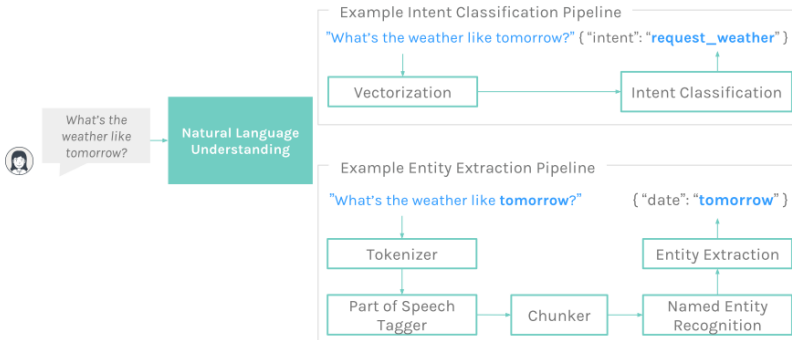 Example Intent Classification Pipeline
"What's the weather like tomorrow?" { "intent": "request_weather" }
Vectorization
Intent Classification
What's the
weather like
tomorrow?
Natural Language
Understanding
Example Entity Extraction Pipeline
"What's the weather like tomorrow?"
{ "date": "tomorrow" }
Tokenizer
Entity Extraction
Part of Speech
Tagger
Chunker
Named Entity
Recognition